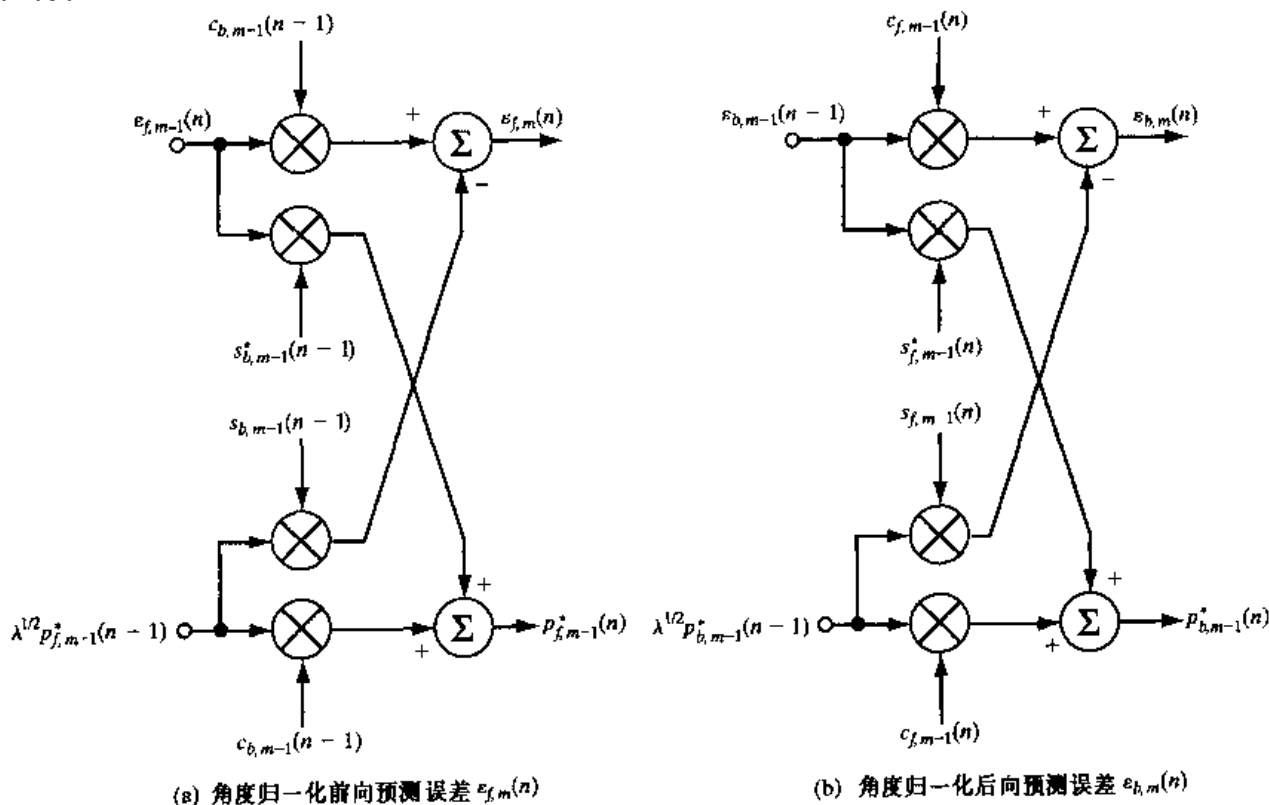 c_{b,m-1}(n − 1)
ε_{f,m-1}(n)
+
Σ
ε_{f,m}(n)
−
s*_{b,m-1}(n − 1)
s_{b,m-1}(n − 1)
λ^{1/2}p*_{f,m-1}(n − 1)
+
Σ
+
p*_{f,m-1}(n)
c_{b,m-1}(n − 1)
(a) 角度归一化前向预测误差 ε_{f,m}(n)
c_{f,m-1}(n)
ε_{b,m-1}(n − 1)
+
Σ
ε_{b,m}(n)
−
s*_{f,m-1}(n)
s_{f,m-1}(n)
λ^{1/2}p*_{b,m-1}(n − 1)
+
Σ
+
p*_{b,m-1}(n)
c_{f,m-1}(n)
(b) 角度归一化后向预测误差 ε_{b,m}(n)